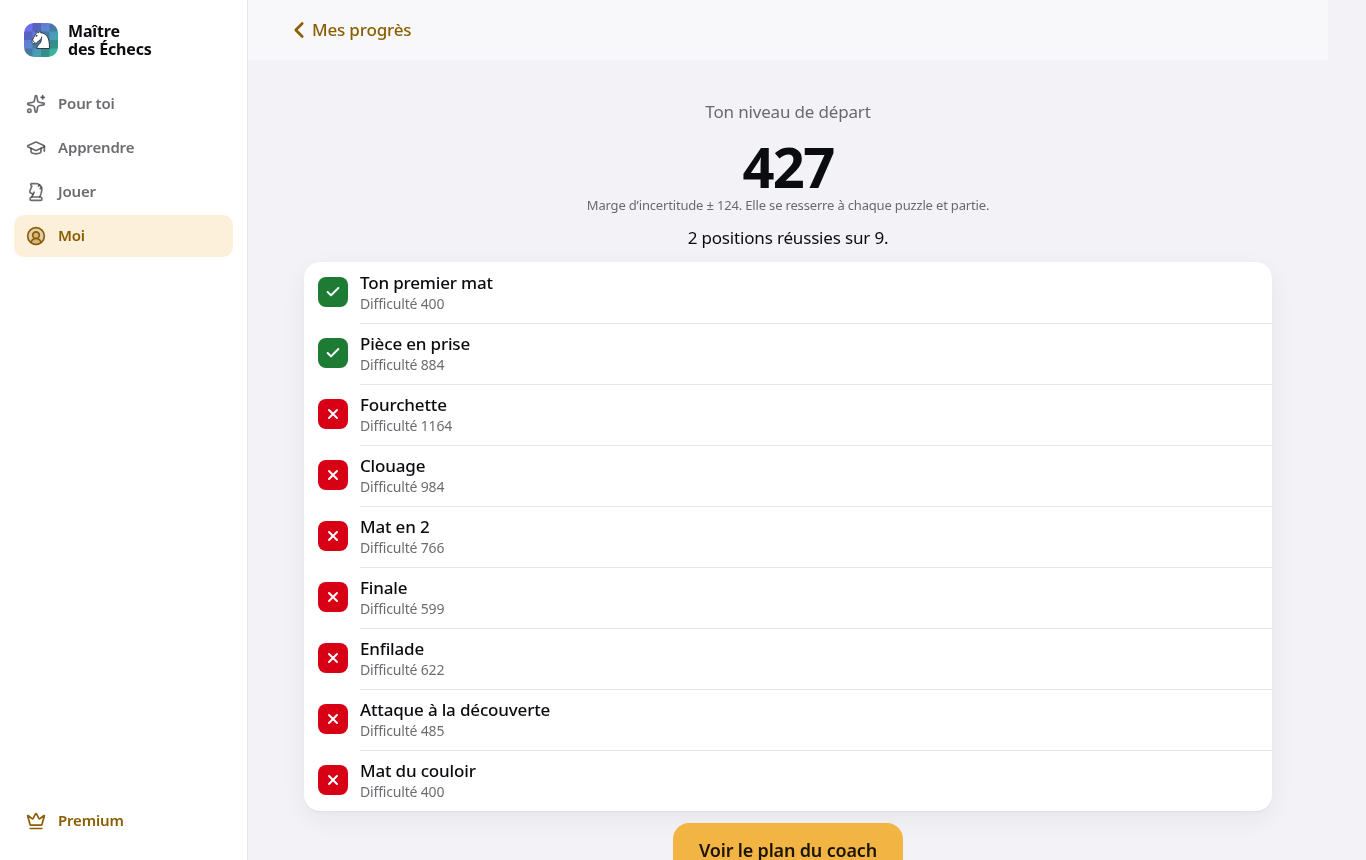 Maître
des Échecs
Pour toi
Apprendre
Jouer
Moi
Premium
Mes progrès
Ton niveau de départ
427
Marge d’incertitude ± 124. Elle se resserre à chaque puzzle et partie.
2 positions réussies sur 9.
Ton premier mat
Difficulté 400
Pièce en prise
Difficulté 884
Fourchette
Difficulté 1164
Clouage
Difficulté 984
Mat en 2
Difficulté 766
Finale
Difficulté 599
Enfilade
Difficulté 622
Attaque à la découverte
Difficulté 485
Mat du couloir
Difficulté 400
Voir le plan du coach